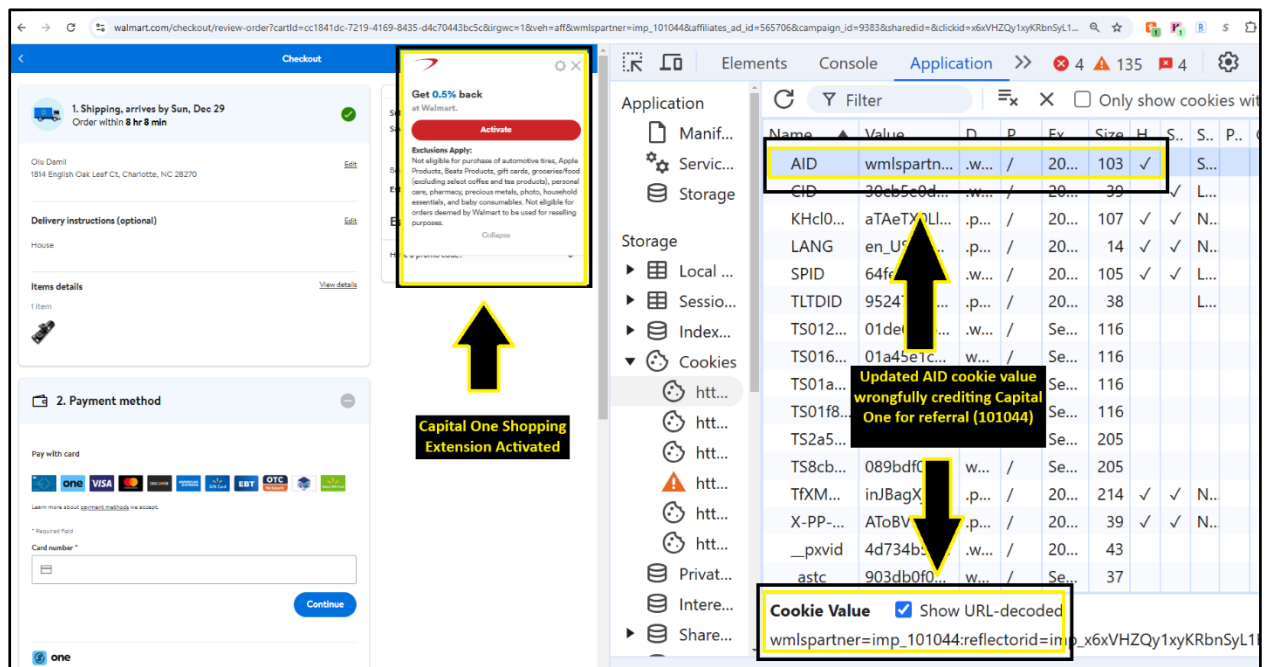 walmart.com/checkout/review-order?cartId=cc1841dc-7219-4169-8435-d4c70443bc5c&irgwc=1&veh=aff&wmlspartner=imp_101044&affiliates_ad_id=565706&campaign_id=9383&sharedid=&clickid=x6xVHZQy1xyKRbnSyL1...
Checkout
1. Shipping, arrives by Sun, Dec 29
Order within 8 hr 8 min
Olu Damil
Edit
1814 English Oak Leaf Ct, Charlotte, NC 28270
Delivery instructions (optional)
Edit
House
Items details
View details
1 item
2. Payment method
Pay with card
one VISA
EBT OTC
Learn more about payment methods we accept.
* Required field
Card number *
Continue
one
Get 0.5% back
at Walmart.
Activate
Exclusions Apply:
Not eligible for purchase of automotive tires, Apple
Products, Beats Products, gift cards, groceries/food
(excluding select coffee and tea products), personal
care, pharmacy, precious metals, photo, household
essentials, and baby consumables. Not eligible for
orders deemed by Walmart to be used for reselling
purposes.
Collapse
Capital One Shopping
Extension Activated
Elements Console Application 4 135 4
Application
Manif...
Servic...
Storage
Storage
Local ...
Sessio...
Index...
Cookies
htt...
htt...
htt...
htt...
htt...
htt...
Privat...
Intere...
Share...
Filter
Only show cookies wit
Name Value D. P. Ex. Size H. S.. S.. P..
AID wmlspartn... .w... / 20... 103 ✓ S...
CID 30cb5e0d... .w... / 20... 39 ✓ L...
KHcl0... aTAeTX0Ll... .p... / 20... 107 ✓ ✓ N...
LANG en_US .p... / 20... 14 ✓ ✓ N...
SPID 64fe .w... / 20... 105 ✓ ✓ L...
TLTDID 9524 .p... / 20... 38 L...
TS012... 01de .w... / Se... 116
TS016... 01a45e1c... w... / Se... 116
TS01a... Se... 116
TS01f8... Se... 116
TS2a5... Se... 205
TS8cb... 089bdf0 w... / Se... 205
TfXM... inJBagX .p... / 20... 214 ✓ ✓ N...
X-PP-... AToBV .p... / 20... 39 ✓ ✓ N...
__pxvid 4d734b5 .w... / 20... 43
astc 903db0f0... w... / Se... 37
Updated AID cookie value
wrongfully crediting Capital
One for referral (101044)
Cookie Value Show URL-decoded
wmlspartner=imp_101044:reflectorid=imp_x6xVHZQy1xyKRbnSyL1